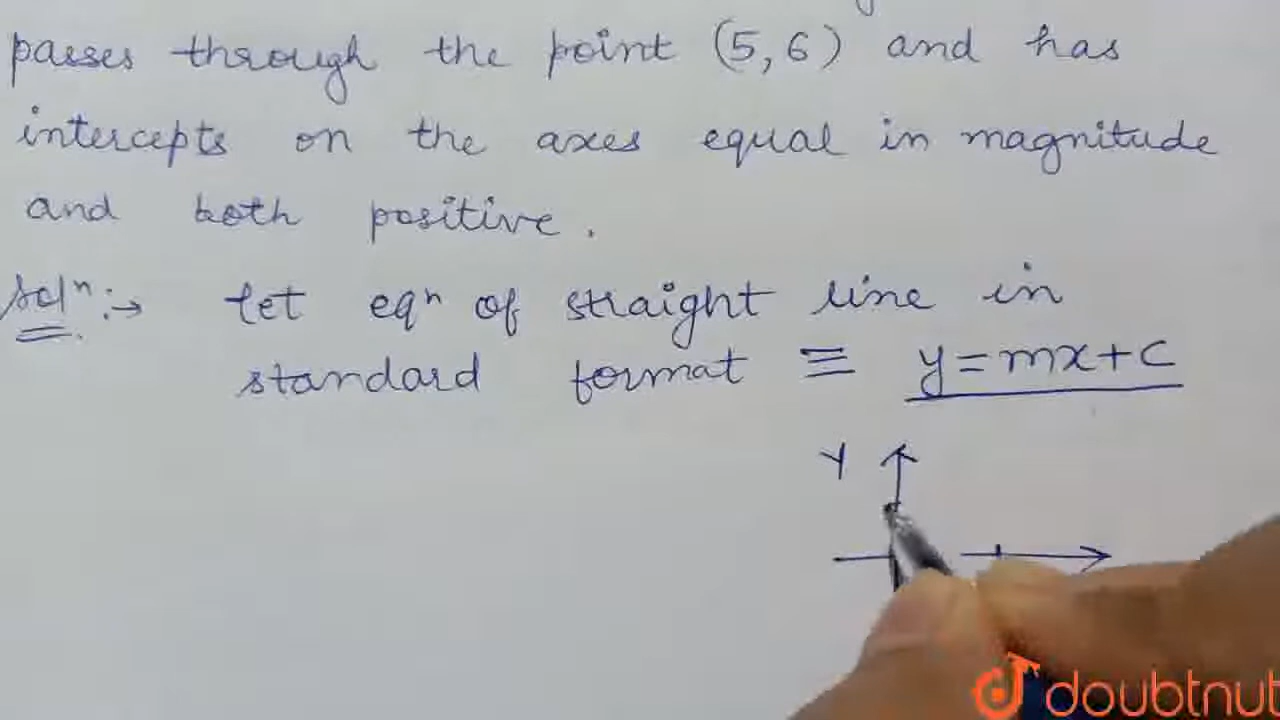 passes through the point (5,6) and has
intercepts on the axes equal in magnitude
and both positive.
Solⁿ:→ Let eqⁿ of straight line in
standard format ≡ y=mx+c
Y
doubtnut